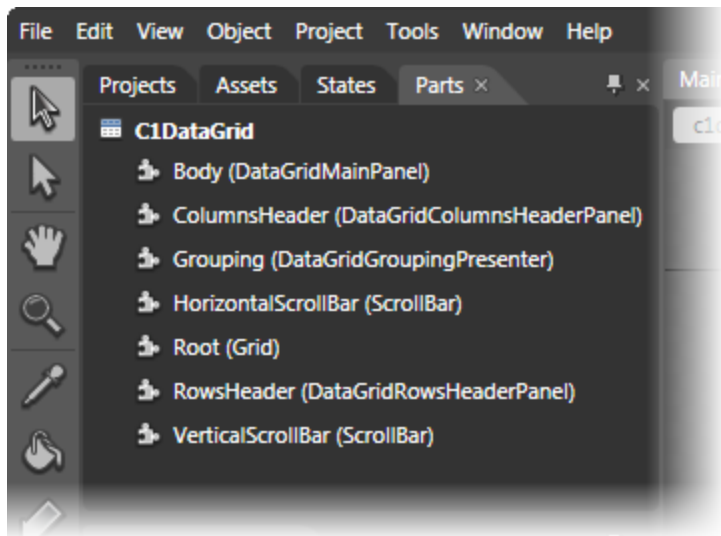 File Edit View Object Project Tools Window Help
Projects Assets States Parts
C1DataGrid
Body (DataGridMainPanel)
ColumnsHeader (DataGridColumnsHeaderPanel)
Grouping (DataGridGroupingPresenter)
HorizontalScrollBar (ScrollBar)
Root (Grid)
RowsHeader (DataGridRowsHeaderPanel)
VerticalScrollBar (ScrollBar)